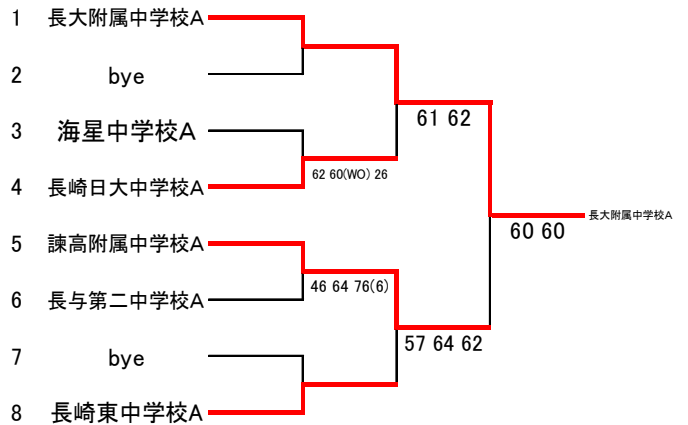 1 長大附属中学校A
2 bye
3 海星中学校A
4 長崎日大中学校A
5 諫高附属中学校A
6 長与第二中学校A
7 bye
8 長崎東中学校A
62 60(WO) 26
46 64 76(6)
61 62
57 64 62
60 60
長大附属中学校A